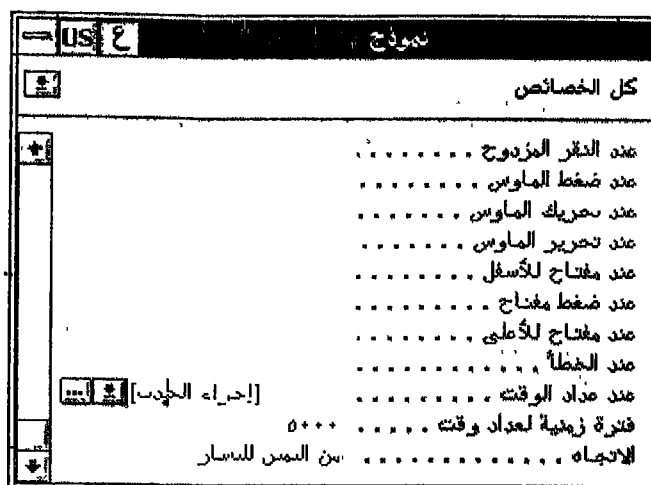 نموذج ع US
كل الخصائص
عند النقر المزدوج . . . . . . . .
عند ضغط الماوس . . . . . . . .
عند تحريك الماوس . . . . . . .
عند تحرير الماوس . . . . . . .
عند مفتاح للأسفل . . . . . . . .
عند ضغط مفتاح . . . . . . . . .
عند مفتاح للأعلى . . . . . . . .
عند الخطأ . . . . . . . . . . . .
عند عداد الوقت . . . . . . . . . [إجراء الحدث] ...
فترة زمنية لعداد وقت . . . . . ٥٠٠٠
الاتجاه . . . . . . . . . . . . . من اليمين لليسار